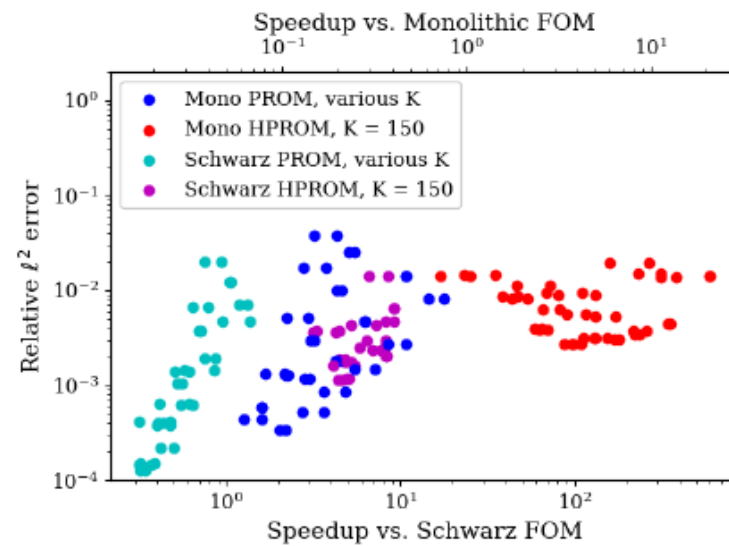 Speedup vs. Monolithic FOM
10⁻¹ 10⁰ 10¹
10⁰
10⁻¹
10⁻²
10⁻³
10⁻⁴
Relative ℓ² error
Mono PROM, various K
Mono HPROM, K = 150
Schwarz PROM, various K
Schwarz HPROM, K = 150
10⁰ 10¹ 10²
Speedup vs. Schwarz FOM